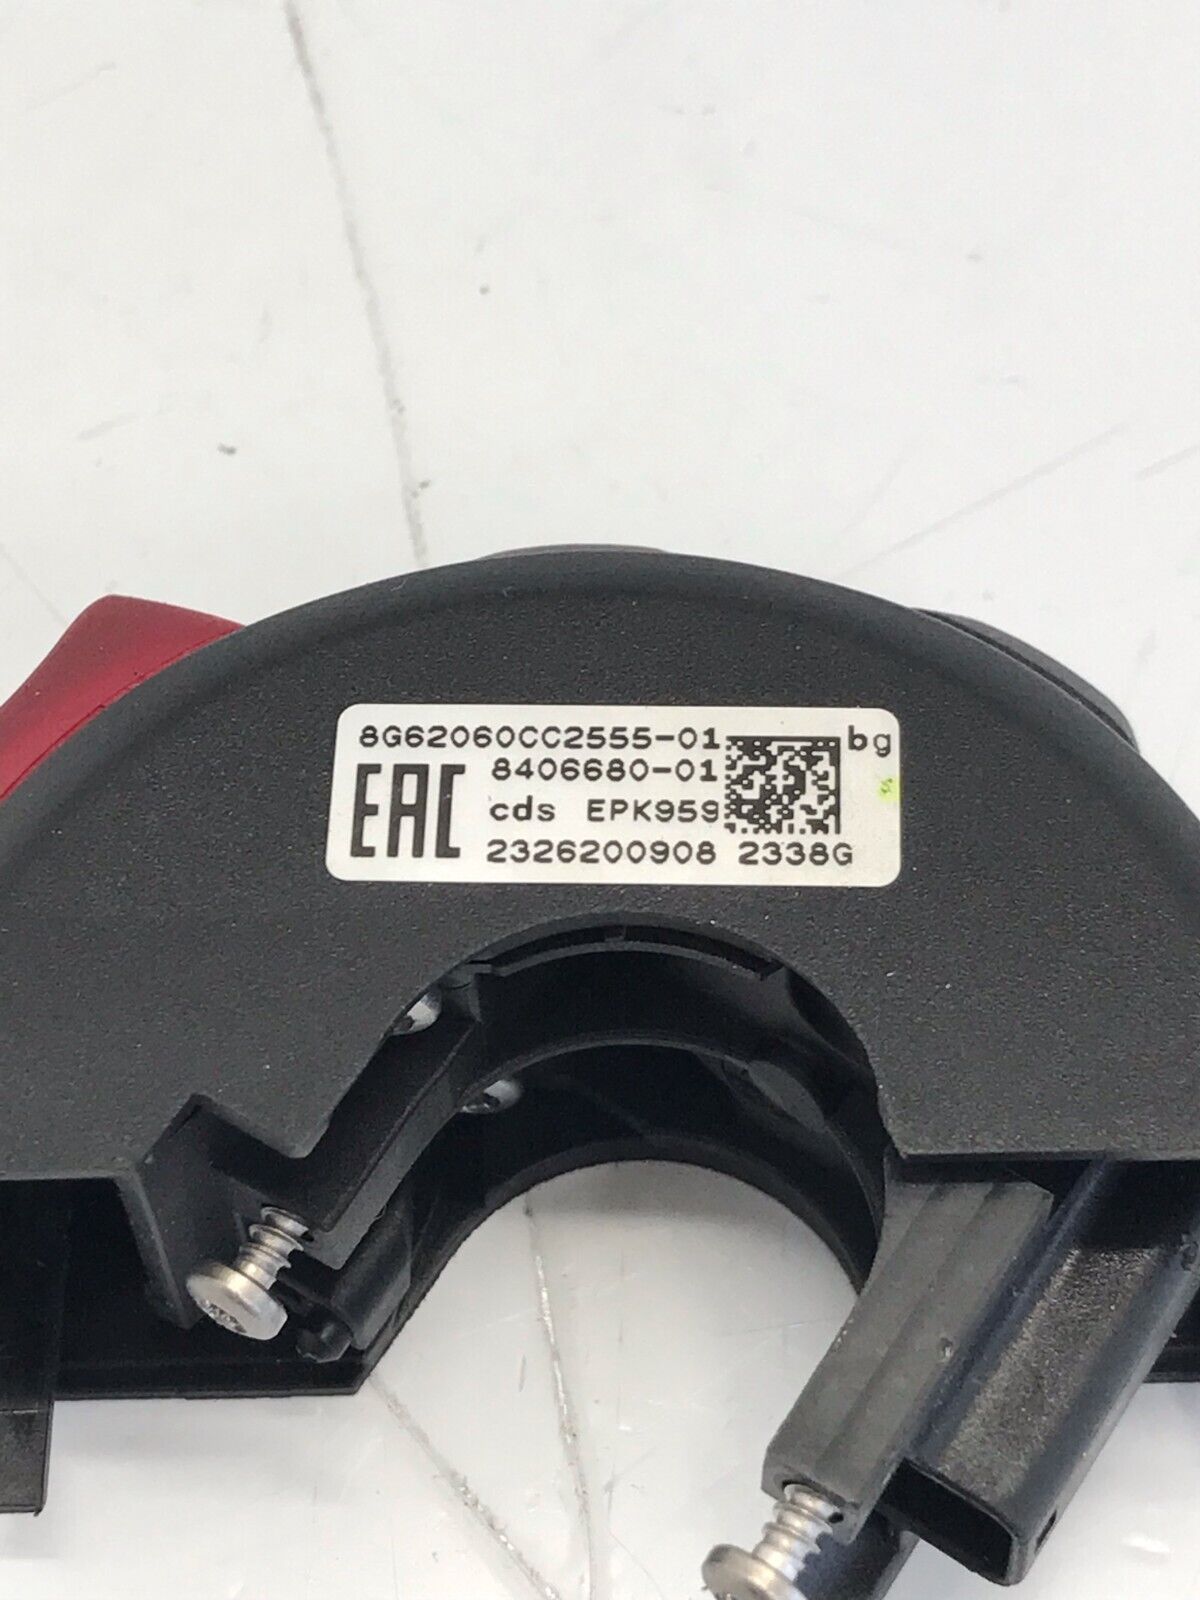 8G62060CC2555-01 bg
8406680-01
EAC cds EPK959
2326200908 2338G